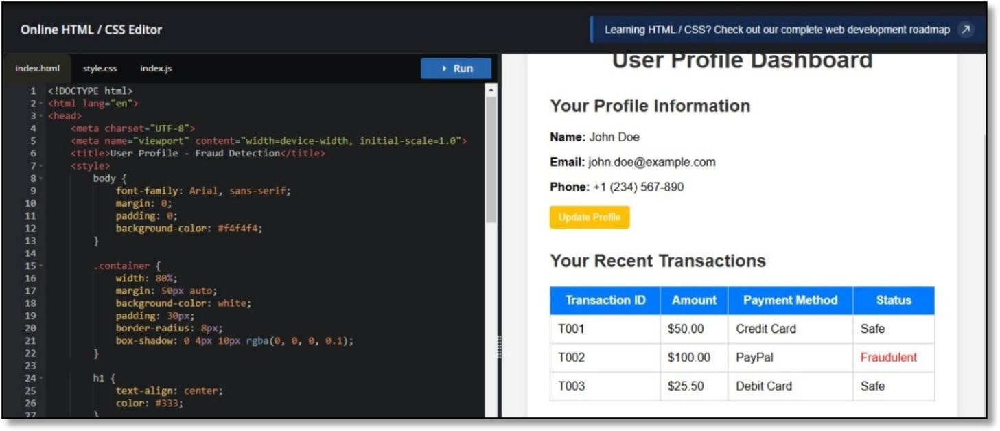 Online HTML / CSS Editor
Learning HTML / CSS? Check out our complete web development roadmap
index.html style.css index.js
Run
1 <!DOCTYPE html>
2 <html lang="en">
3 <head>
4 <meta charset="UTF-8">
5 <meta name="viewport" content="width=device-width, initial-scale=1.0">
6 <title>User Profile - Fraud Detection</title>
7 <style>
8 body {
9 font-family: Arial, sans-serif;
10 margin: 0;
11 padding: 0;
12 background-color: #f4f4f4;
13 }
14
15 .container {
16 width: 80%;
17 margin: 50px auto;
18 background-color: white;
19 padding: 30px;
20 border-radius: 8px;
21 box-shadow: 0 4px 10px rgba(0, 0, 0, 0.1);
22 }
23
24 h1 {
25 text-align: center;
26 color: #333;
27 }
User Profile Dashboard
Your Profile Information
Name: John Doe
Email: john.doe@example.com
Phone: +1 (234) 567-890
Update Profile
Your Recent Transactions
Transaction ID Amount Payment Method Status
T001 $50.00 Credit Card Safe
T002 $100.00 PayPal Fraudulent
T003 $25.50 Debit Card Safe